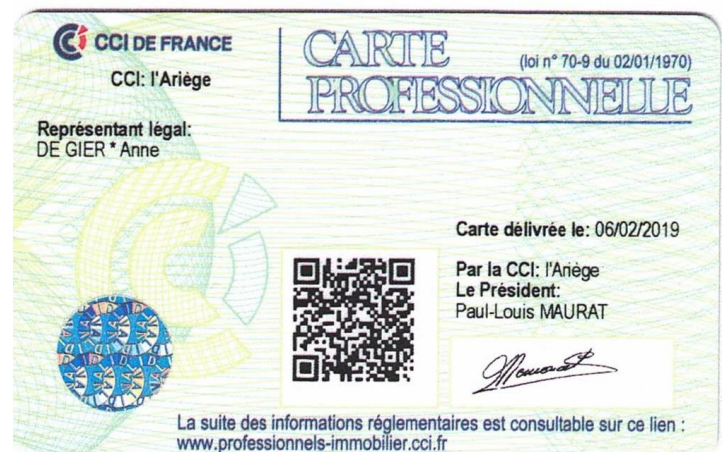 CCI DE FRANCE
CCI: l'Ariège
CARTE
PROFESSIONNELLE
(loi n° 70-9 du 02/01/1970)
Représentant légal:
DE GIER * Anne
Carte délivrée le: 06/02/2019
Par la CCI: l'Ariège
Le Président:
Paul-Louis MAURAT
La suite des informations réglementaires est consultable sur ce lien :
www.professionnels-immobilier.cci.fr